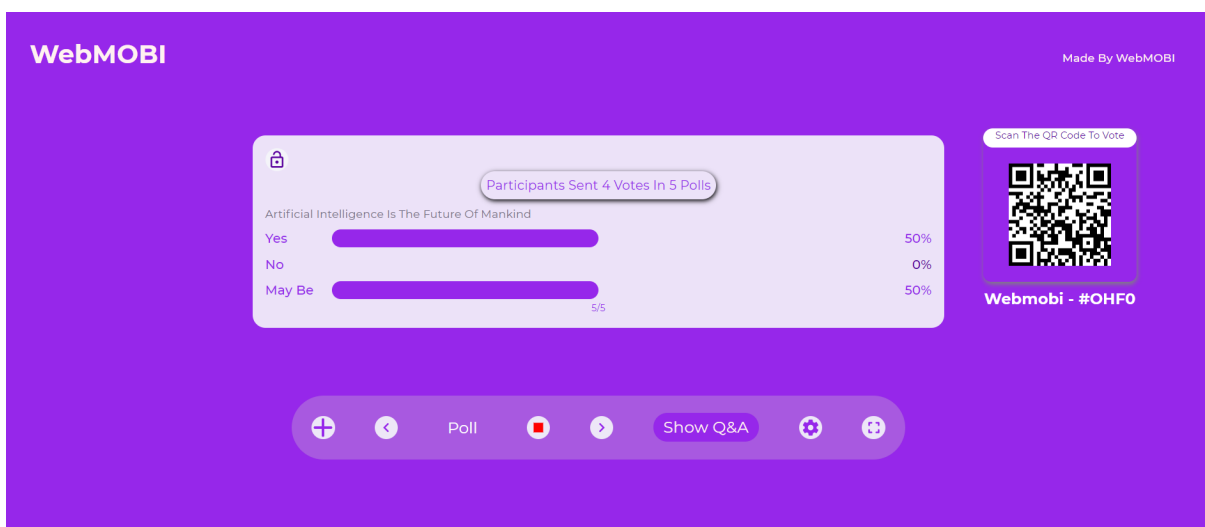 WebMOBI
Made By WebMOBI
Scan The QR Code To Vote
Participants Sent 4 Votes In 5 Polls
Artificial Intelligence Is The Future Of Mankind
Yes 50%
No 0%
May Be 50%
5/5
Webmobi - #OHF0
Poll
Show Q&A